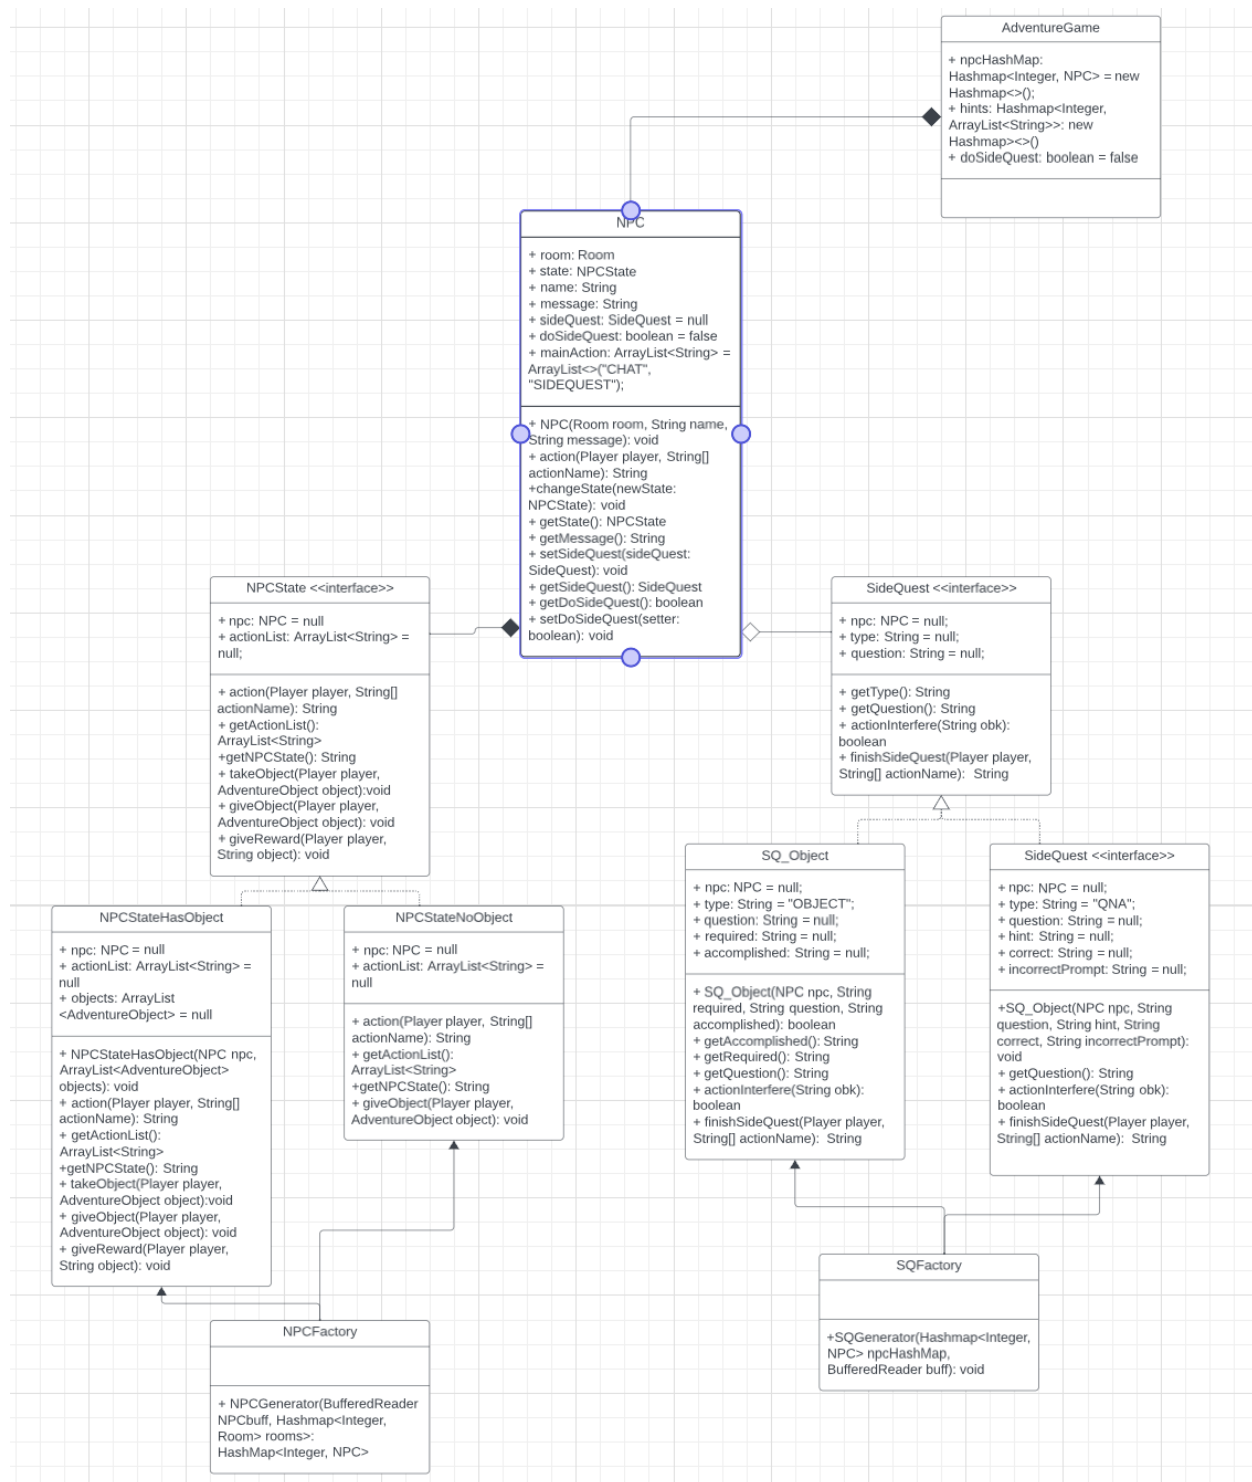 AdventureGame
+ npcHashMap:
Hashmap<Integer, NPC> = new
Hashmap<>();
+ hints: Hashmap<Integer,
ArrayList<String>>: new
Hashmap><>()
+ doSideQuest: boolean = false
NPC
+ room: Room
+ state: NPCState
+ name: String
+ message: String
+ sideQuest: SideQuest = null
+ doSideQuest: boolean = false
+ mainAction: ArrayList<String> =
ArrayList<>("CHAT",
"SIDEQUEST");
+ NPC(Room room, String name,
String message): void
+ action(Player player, String[]
actionName): String
+changeState(newState:
NPCState): void
+ getState(): NPCState
+ getMessage(): String
+ setSideQuest(sideQuest:
SideQuest): void
+ getSideQuest(): SideQuest
+ getDoSideQuest(): boolean
+ setDoSideQuest(setter:
boolean): void
NPCState <<interface>>
+ npc: NPC = null
+ actionList: ArrayList<String> =
null;
+ action(Player player, String[]
actionName): String
+ getActionList():
ArrayList<String>
+getNPCState(): String
+ takeObject(Player player,
AdventureObject object):void
+ giveObject(Player player,
AdventureObject object): void
+ giveReward(Player player,
String object): void
SideQuest <<interface>>
+ npc: NPC = null;
+ type: String = null;
+ question: String = null;
+ getType(): String
+ getQuestion(): String
+ actionInterfere(String obk):
boolean
+ finishSideQuest(Player player,
String[] actionName): String
NPCStateHasObject
+ npc: NPC = null
+ actionList: ArrayList<String> =
null
+ objects: ArrayList
<AdventureObject> = null
+ NPCStateHasObject(NPC npc,
ArrayList<AdventureObject>
objects): void
+ action(Player player, String[]
actionName): String
+ getActionList():
ArrayList<String>
+getNPCState(): String
+ takeObject(Player player,
AdventureObject object):void
+ giveObject(Player player,
AdventureObject object): void
+ giveReward(Player player,
String object): void
NPCStateNoObject
+ npc: NPC = null
+ actionList: ArrayList<String> =
null
+ action(Player player, String[]
actionName): String
+ getActionList():
ArrayList<String>
+getNPCState(): String
+ giveObject(Player player,
AdventureObject object): void
SQ_Object
+ npc: NPC = null;
+ type: String = "OBJECT";
+ question: String = null;
+ required: String = null;
+ accomplished: String = null;
+ SQ_Object(NPC npc, String
required, String question, String
accomplished): boolean
+ getAccomplished(): String
+ getRequired(): String
+ getQuestion(): String
+ actionInterfere(String obk):
boolean
+ finishSideQuest(Player player,
String[] actionName): String
SideQuest <<interface>>
+ npc: NPC = null;
+ type: String = "QNA";
+ question: String = null;
+ hint: String = null;
+ correct: String = null;
+ incorrectPrompt: String = null;
+SQ_Object(NPC npc, String
question, String hint, String
correct, String incorrectPrompt):
void
+ getQuestion(): String
+ actionInterfere(String obk):
boolean
+ finishSideQuest(Player player,
String[] actionName): String
NPCFactory
+ NPCGenerator(BufferedReader
NPCbuff, Hashmap<Integer,
Room> rooms>:
HashMap<Integer, NPC>
SQFactory
+SQGenerator(Hashmap<Integer,
NPC> npcHashMap,
BufferedReader buff): void